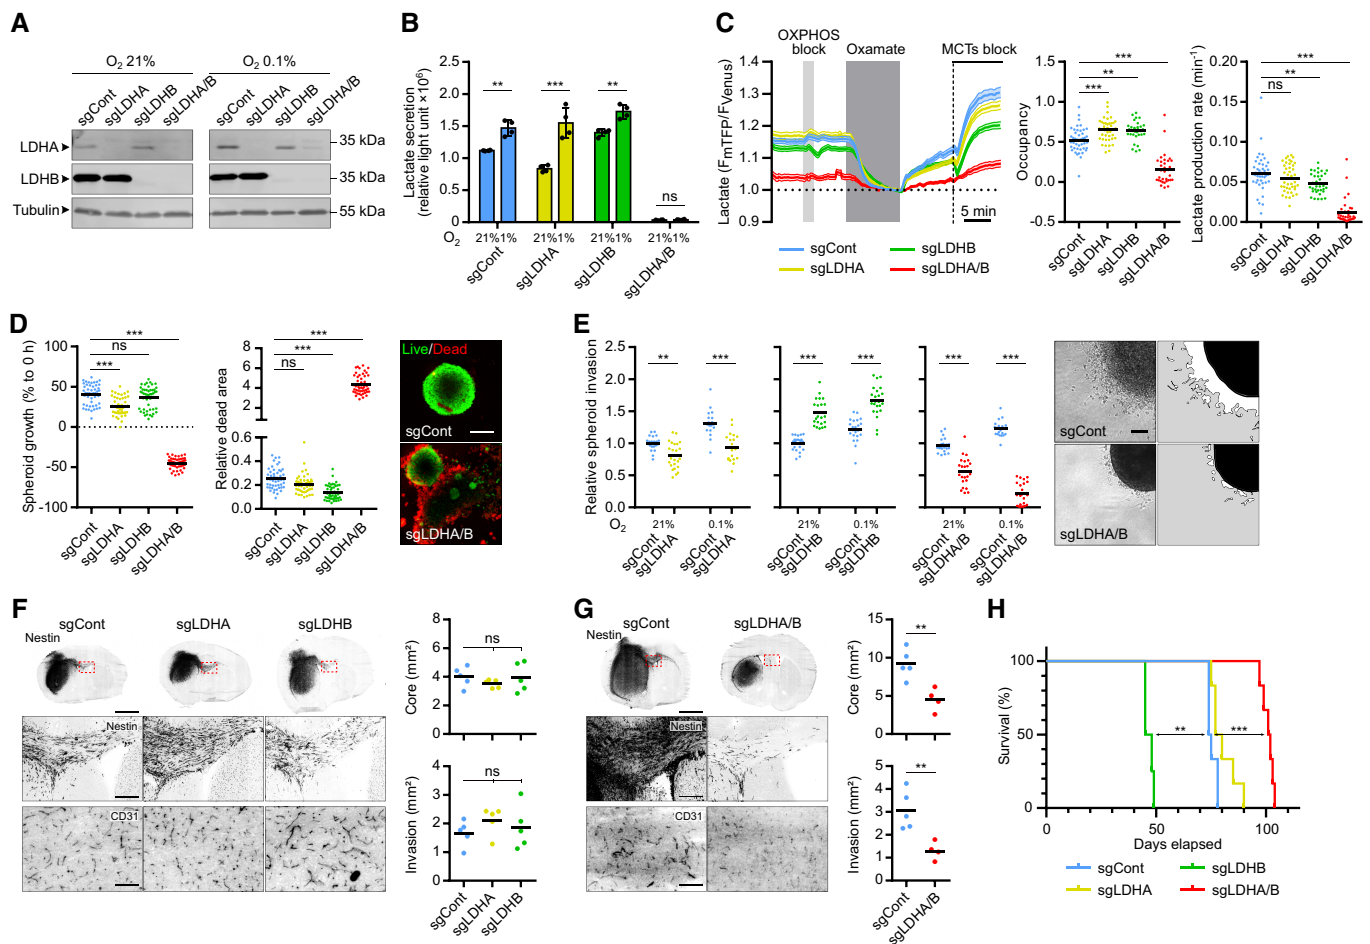 A
O₂ 21%
O₂ 0.1%
sgCont
sgLDHA
sgLDHB
sgLDHA/B
sgCont
sgLDHA
sgLDHB
sgLDHA/B
LDHA
35 kDa
LDHB
35 kDa
Tubulin
55 kDa
B
Lactate secretion
(relative light unit ×10⁶)
2.5
2.0
1.5
1.0
0.5
0
**
***
**
ns
O₂
21%1%
21%1%
21%1%
21%1%
sgCont
sgLDHA
sgLDHB
sgLDHA/B
C
OXPHOS
block
Oxamate
MCTs block
Lactate (FmTFP/FVenus)
1.4
1.3
1.2
1.1
1.0
0.9
5 min
sgCont
sgLDHA
sgLDHB
sgLDHA/B
Occupancy
1.5
1.0
0.5
0.0
-0.5
***
**
***
sgCont
sgLDHA
sgLDHB
sgLDHA/B
Lactate production rate (min⁻¹)
0.20
0.15
0.10
0.05
0.00
***
**
ns
sgCont
sgLDHA
sgLDHB
sgLDHA/B
D
Spheroid growth (% to 0 h)
100
50
0
-50
-100
***
ns
***
sgCont
sgLDHA
sgLDHB
sgLDHA/B
Relative dead area
8
6
4
2
0.6
0.4
0.2
0.0
***
***
ns
sgCont
sgLDHA
sgLDHB
sgLDHA/B
Live/Dead
sgCont
sgLDHA/B
E
Relative spheroid invasion
2.5
2.0
1.5
1.0
0.5
0
**
***
***
***
***
***
O₂
21%
0.1%
21%
0.1%
21%
0.1%
sgCont
sgLDHA
sgCont
sgLDHA
sgCont
sgLDHB
sgCont
sgLDHB
sgCont
sgLDHA/B
sgCont
sgLDHA/B
sgCont
sgLDHA/B
F
sgCont
sgLDHA
sgLDHB
Nestin
Nestin
CD31
Core (mm²)
6
4
2
0
ns
Invasion (mm²)
4
3
2
1
0
ns
sgCont
sgLDHA
sgLDHB
G
sgCont
sgLDHA/B
Nestin
Nestin
CD31
Core (mm²)
15
10
5
0
**
Invasion (mm²)
5
4
3
2
1
0
**
sgCont
sgLDHA/B
H
Survival (%)
100
50
0
**
***
0
50
100
Days elapsed
sgCont
sgLDHA
sgLDHB
sgLDHA/B